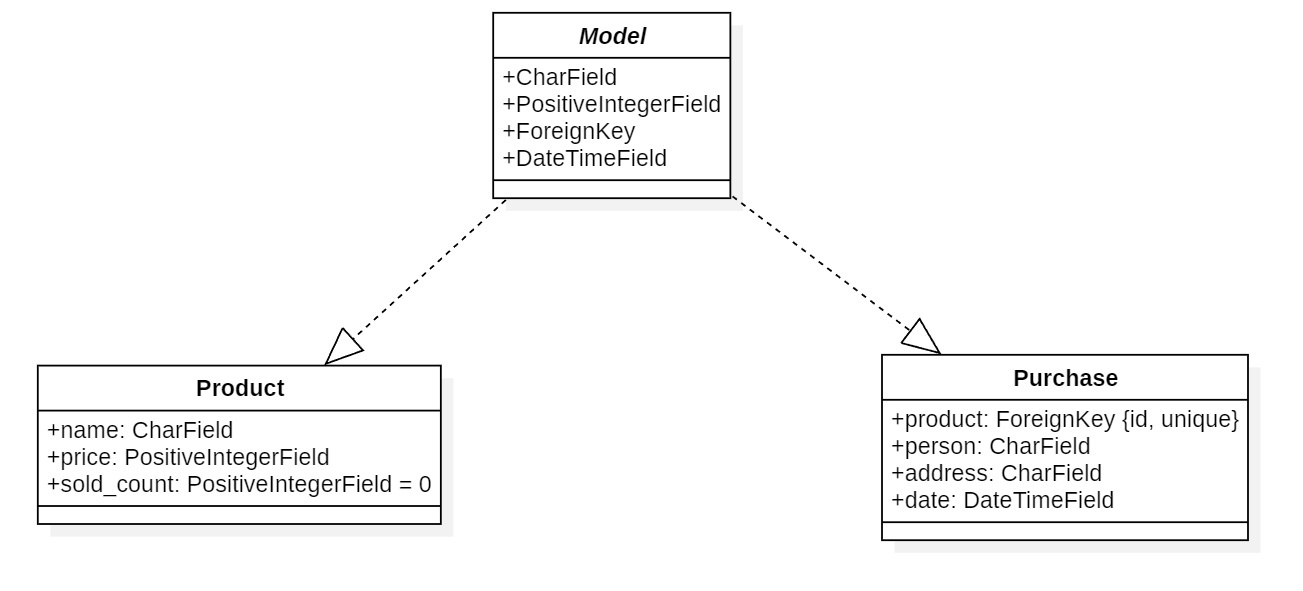 Model
+CharField
+PositiveIntegerField
+ForeignKey
+DateTimeField
Product
+name: CharField
+price: PositiveIntegerField
+sold_count: PositiveIntegerField = 0
Purchase
+product: ForeignKey {id, unique}
+person: CharField
+address: CharField
+date: DateTimeField